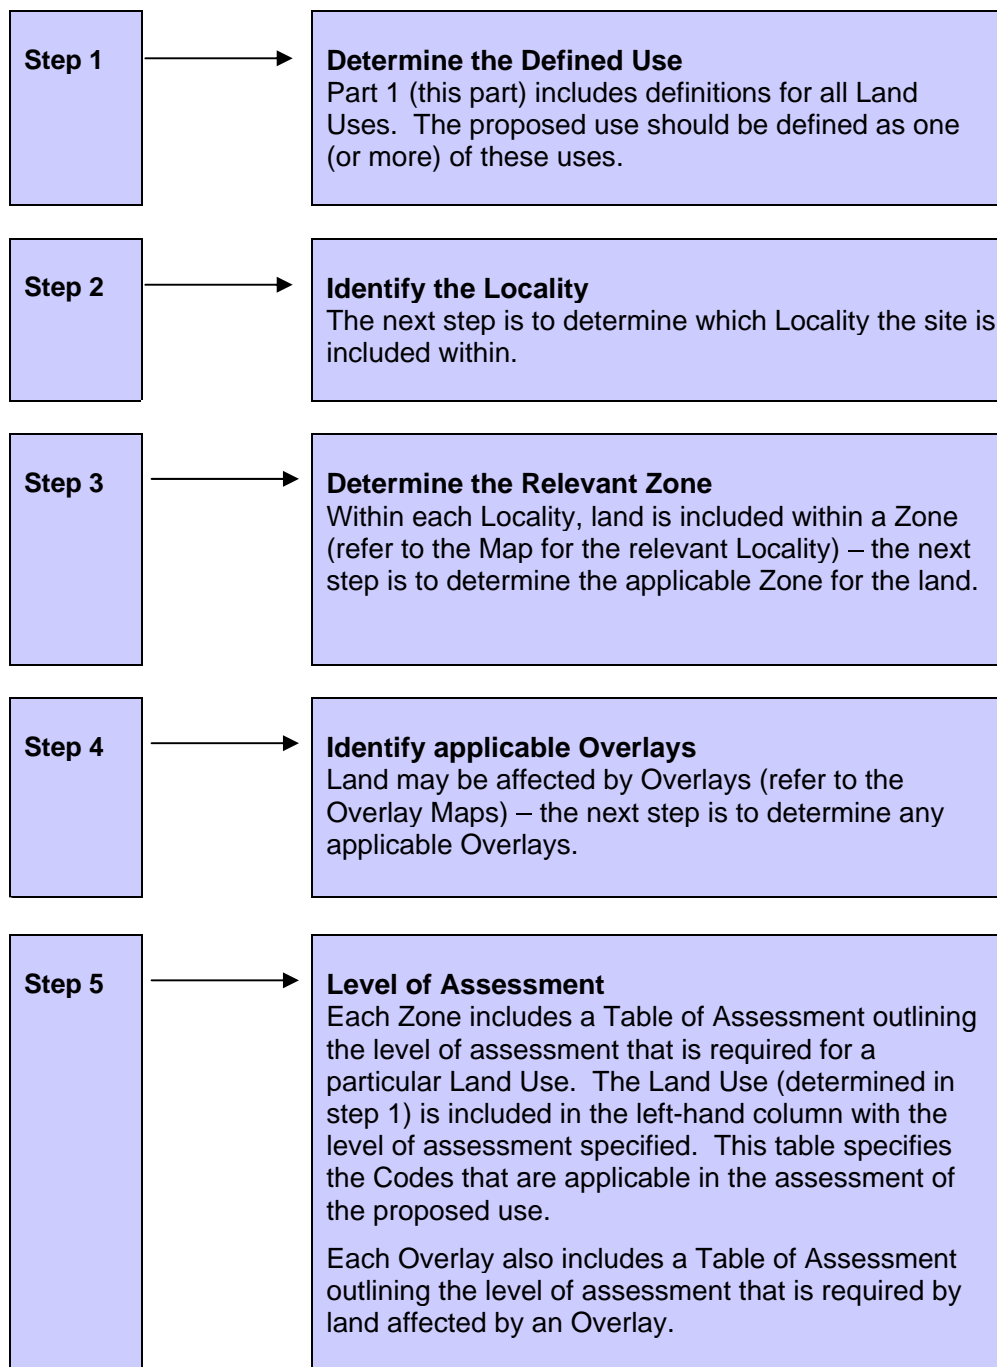 Step 1
Determine the Defined Use
Part 1 (this part) includes definitions for all Land
Uses.  The proposed use should be defined as one
(or more) of these uses.
Step 2
Identify the Locality
The next step is to determine which Locality the site is
included within.
Step 3
Determine the Relevant Zone
Within each Locality, land is included within a Zone
(refer to the Map for the relevant Locality) – the next
step is to determine the applicable Zone for the land.
Step 4
Identify applicable Overlays
Land may be affected by Overlays (refer to the
Overlay Maps) – the next step is to determine any
applicable Overlays.
Step 5
Level of Assessment
Each Zone includes a Table of Assessment outlining
the level of assessment that is required for a
particular Land Use.  The Land Use (determined in
step 1) is included in the left-hand column with the
level of assessment specified.  This table specifies
the Codes that are applicable in the assessment of
the proposed use.
Each Overlay also includes a Table of Assessment
outlining the level of assessment that is required by
land affected by an Overlay.